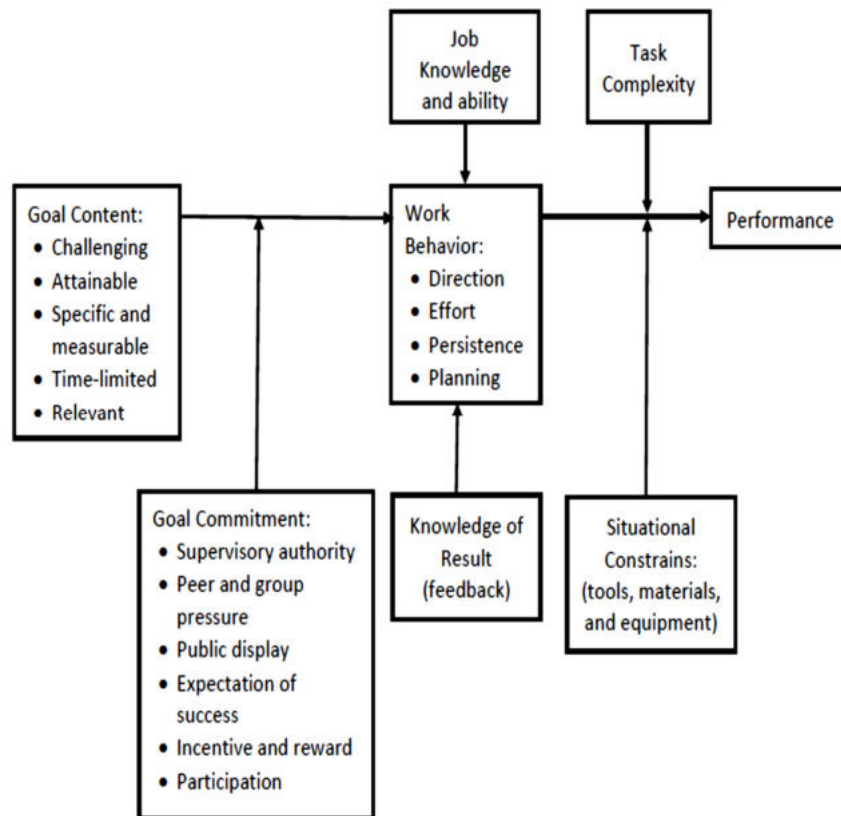 Job
Knowledge
and ability
Task
Complexity
Goal Content:
• Challenging
• Attainable
• Specific and
measurable
• Time-limited
• Relevant
Work
Behavior:
• Direction
• Effort
• Persistence
• Planning
Performance
Goal Commitment:
• Supervisory authority
• Peer and group
pressure
• Public display
• Expectation of
success
• Incentive and reward
• Participation
Knowledge of
Result
(feedback)
Situational
Constrains:
(tools, materials,
and equipment)